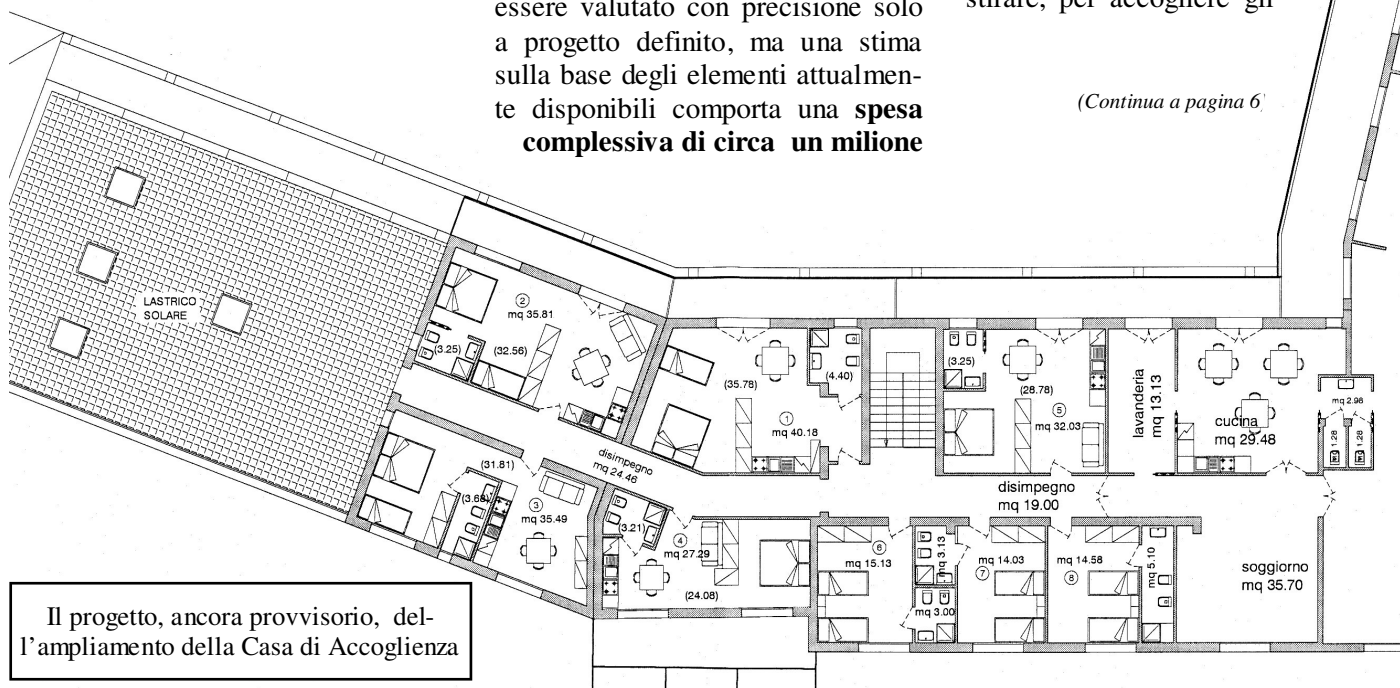 essere valutato con precisione solo
a progetto definito, ma una stima
sulla base degli elementi attualmen-
te disponibili comporta una spesa
complessiva di circa un milione
stirare, per accogliere gli
(Continua a pagina 6)
LASTRICO
SOLARE
2
mq 35.81
(3.25)
(32.56)
(35.78)
(4.40)
1
mq 40.18
(3.25)
(28.78)
5
mq 32.03
lavanderia
mq 13.13
cucina
mq 29.48
mq 2.98
1.28
1.28
disimpegno
mq 24.46
disimpegno
mq 19.00
(31.81)
(3.68)
3
mq 35.49
(3.21)
4
mq 27.29
(24.08)
6
mq 15.13
mq 3.13
mq 3.00
mq 14.03
7
mq 14.58
8
mq 5.10
soggiorno
mq 35.70
Il progetto, ancora provvisorio, del-
l'ampliamento della Casa di Accoglienza